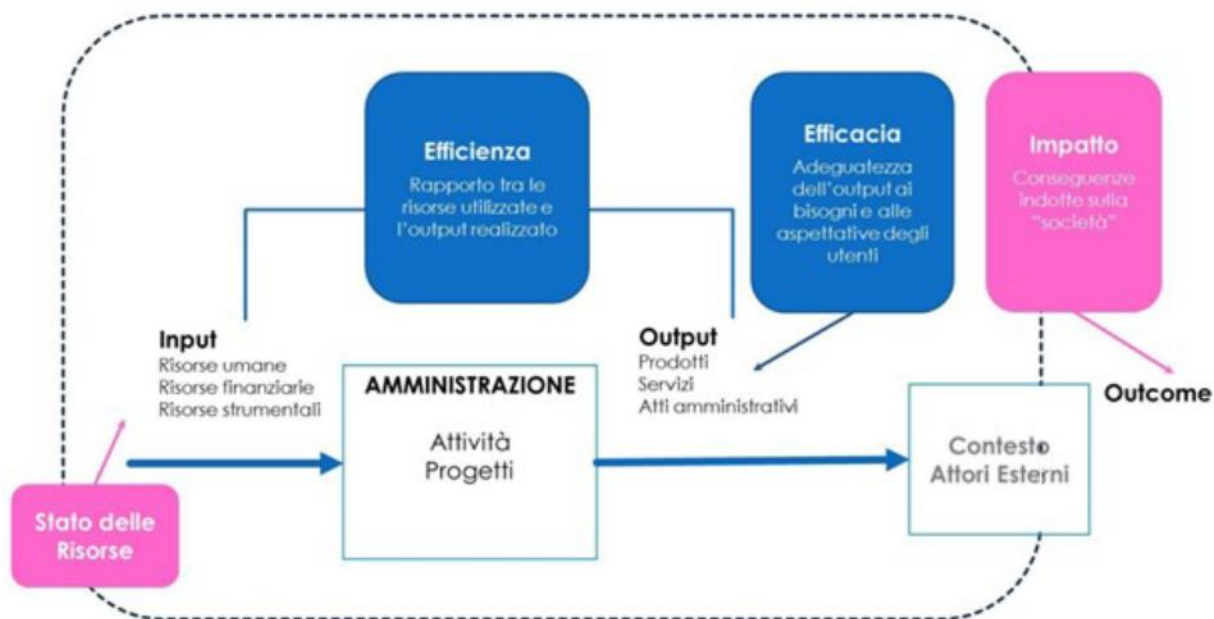 Efficienza
Rapporto tra le
risorse utilizzate e
l'output realizzato
Efficacia
Adeguatezza
dell'output ai
bisogni e alle
aspettative degli
utenti
Impatto
Conseguenze
indotte sulla
"società"
Input
Risorse umane
Risorse finanziarie
Risorse strumentali
AMMINISTRAZIONE
Attività
Progetti
Output
Prodotti
Servizi
Atti amministrativi
Outcome
Contesto
Attori Esterni
Stato delle
Risorse